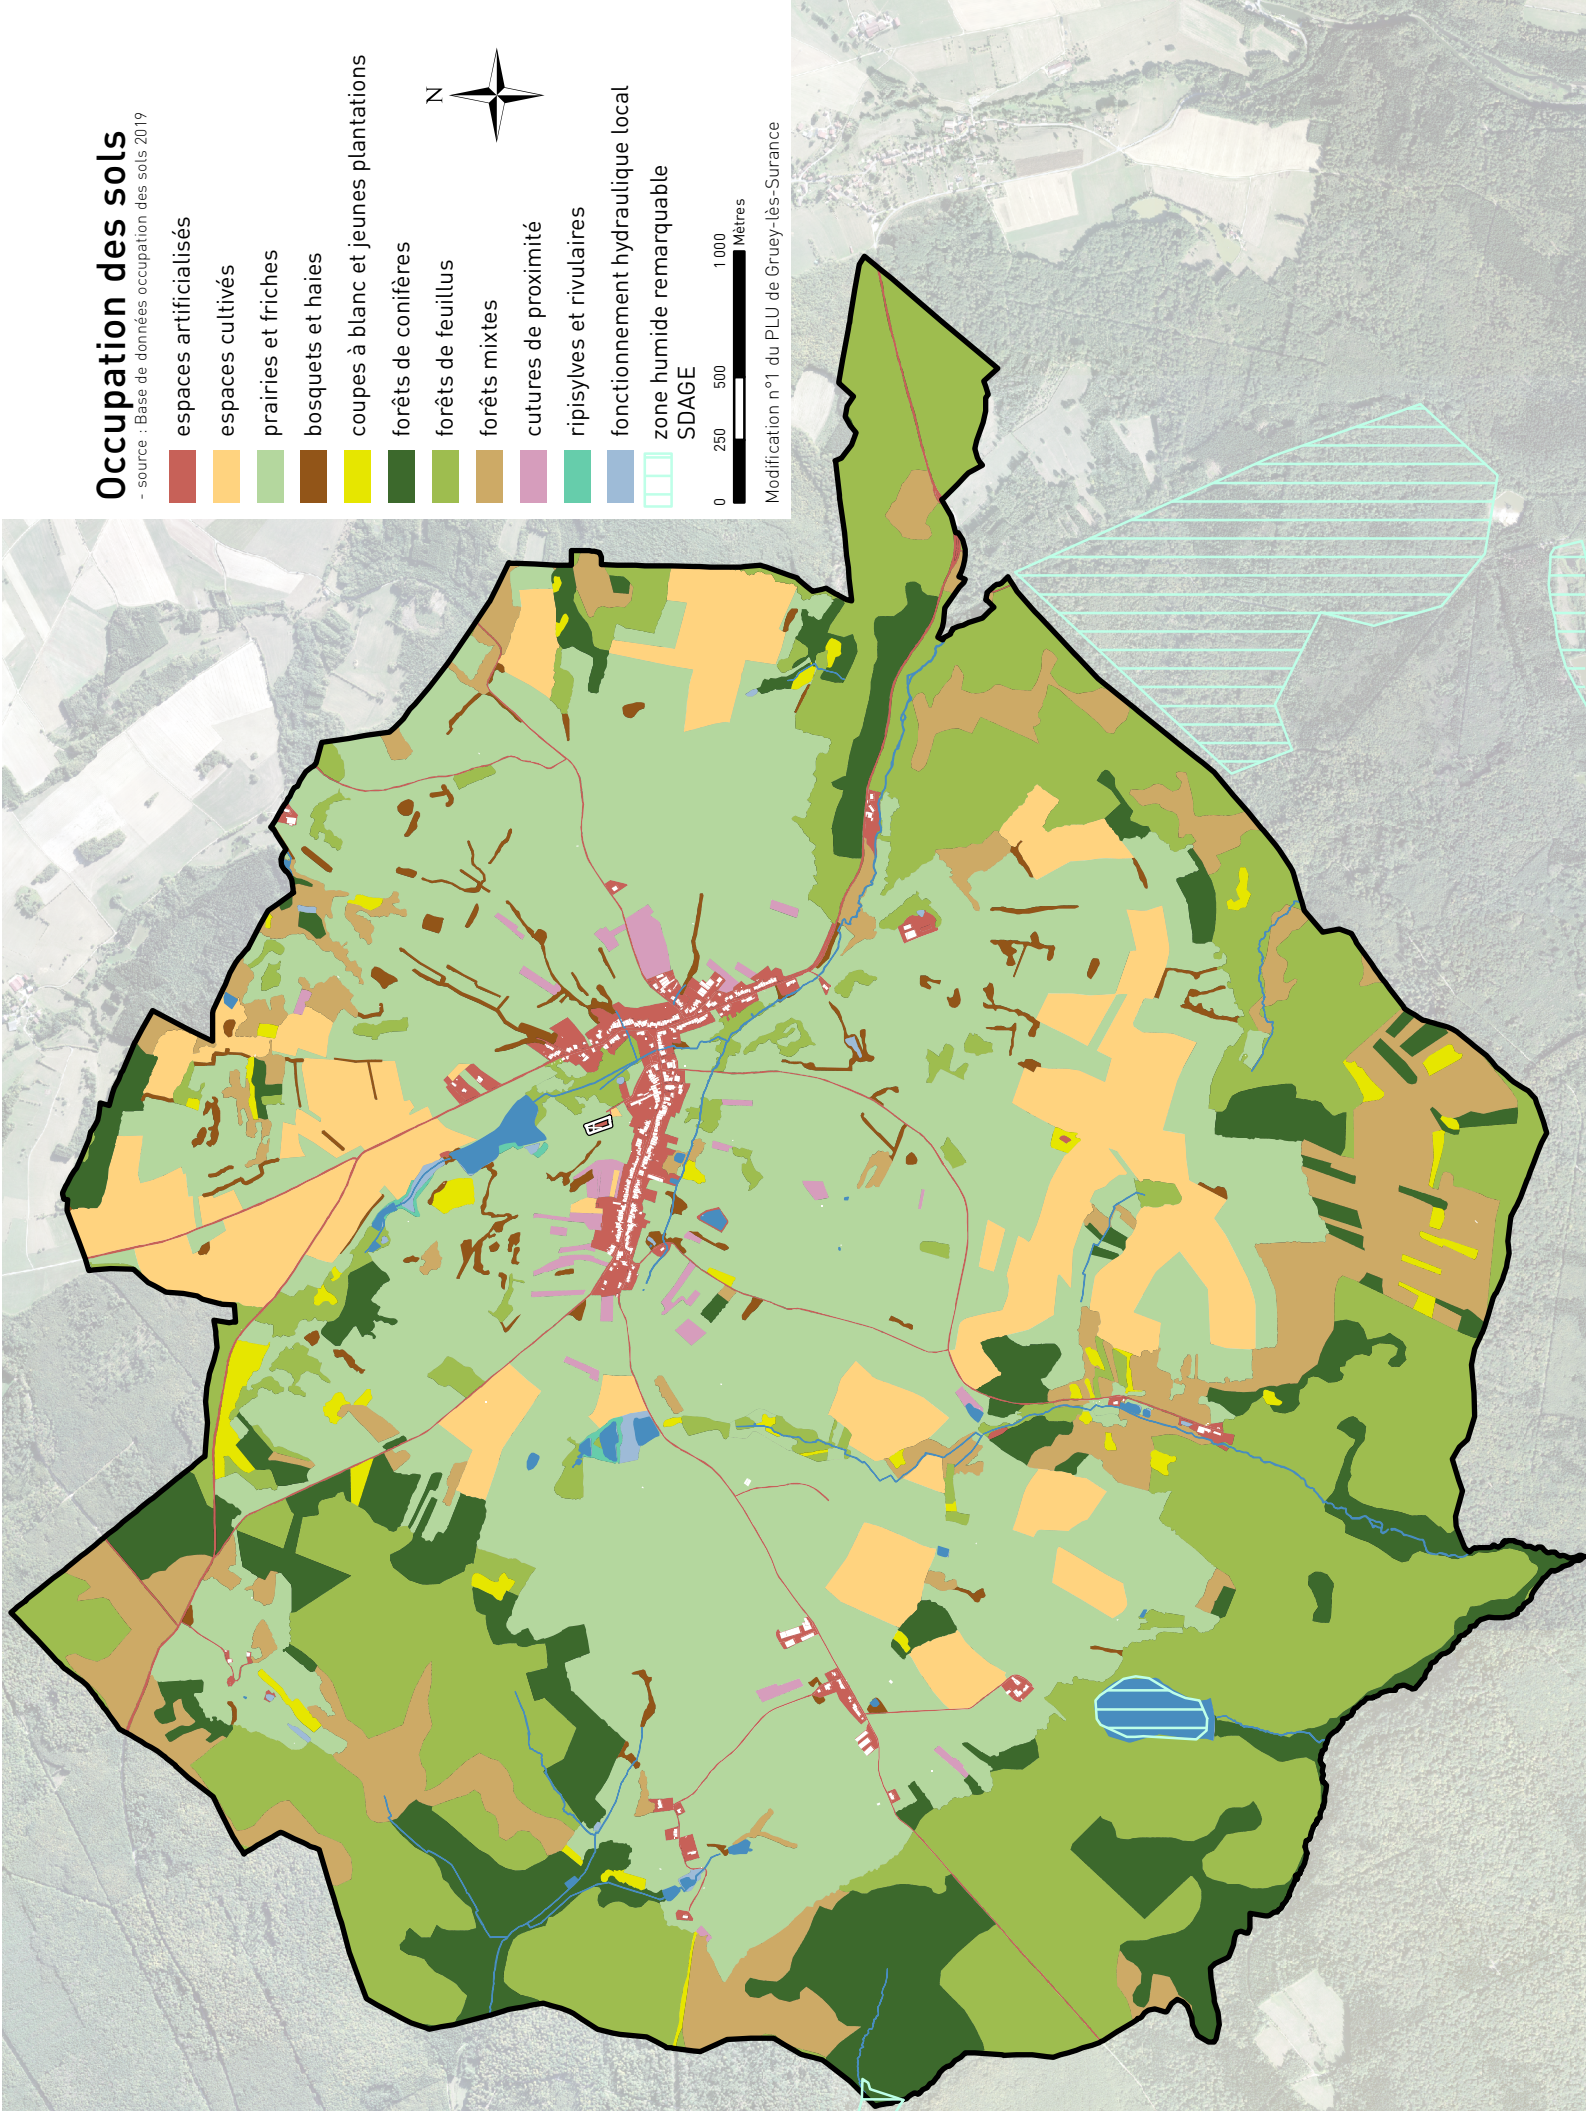 Occupation des sols
- source : Base de données occupation des sols 2019
espaces artificialisés
espaces cultivés
prairies et friches
bosquets et haies
coupes à blanc et jeunes plantations
forêts de conifères
forêts de feuillus
forêts mixtes
cutures de proximité
ripisylves et rivulaires
fonctionnement hydraulique local
zone humide remarquable
SDAGE
N
0 250 500 1 000
Mètres
Modification n°1 du PLU de Gruey-lès-Surance